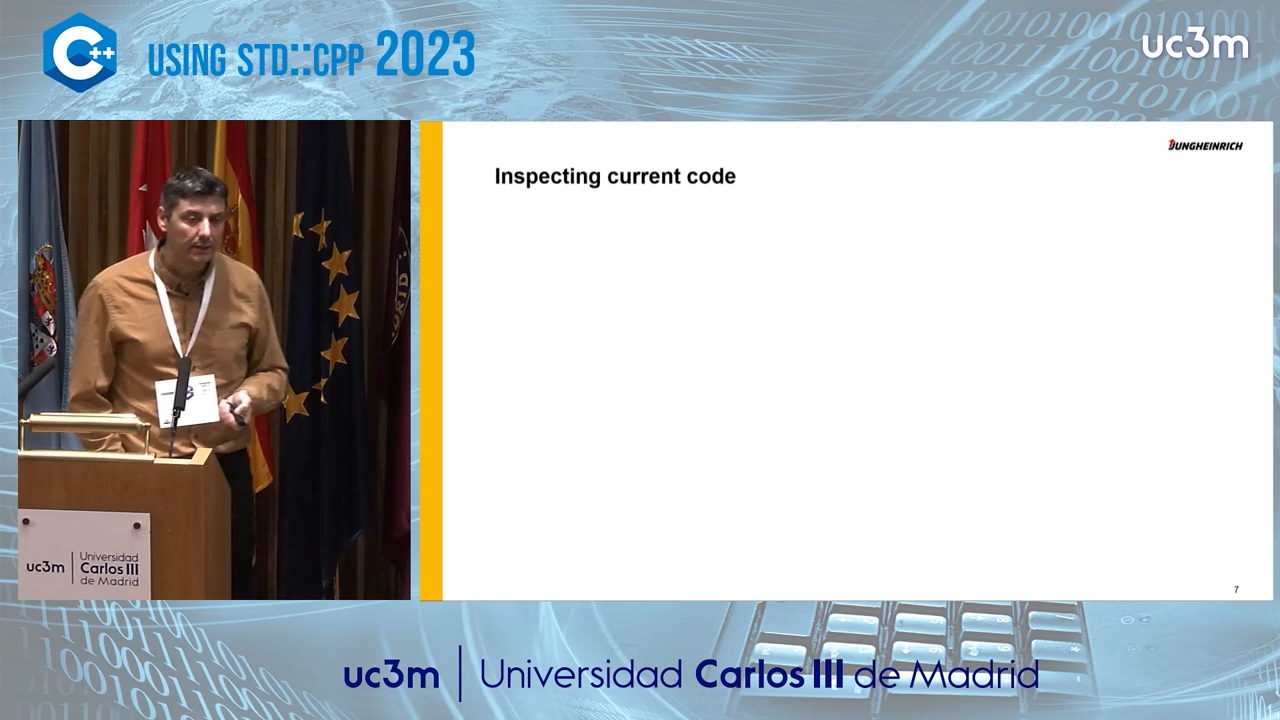 C++
USING STD::CPP 2023
uc3m
JUNGHEINRICH
Inspecting current code
7
uc3m
Universidad
Carlos III
de Madrid
uc3m | Universidad Carlos III de Madrid